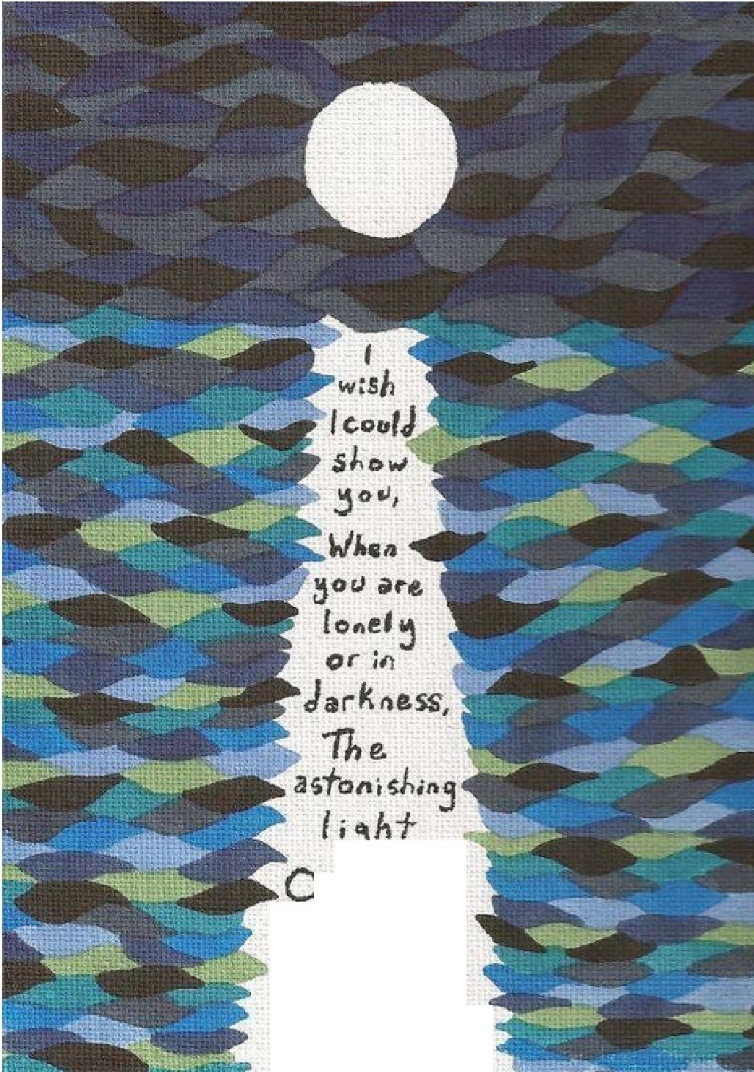 I
wish
I could
show
you,
When
you are
lonely
or in
darkness,
The
astonishing
light